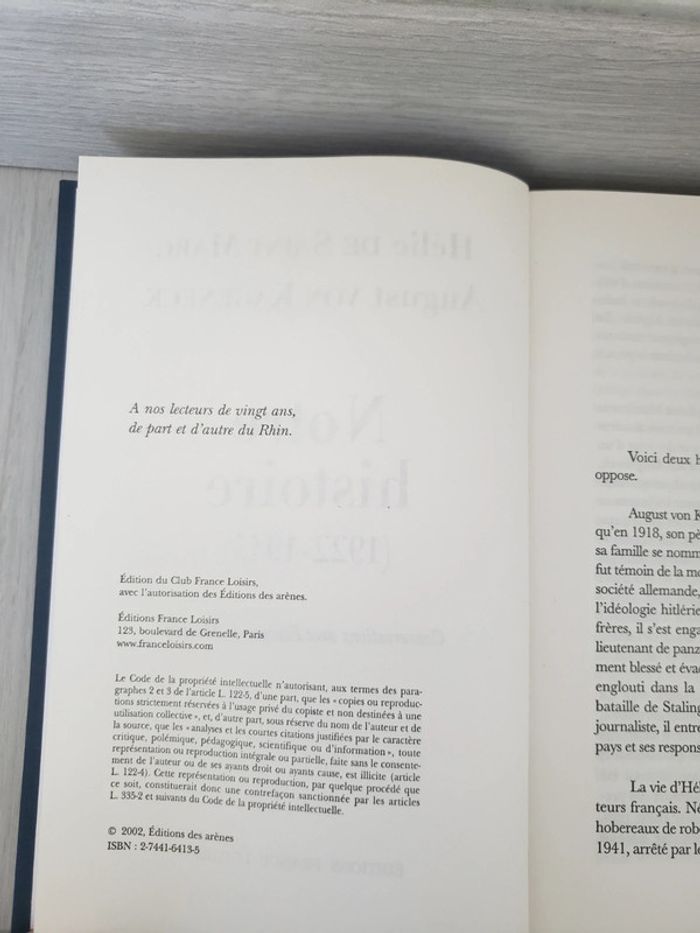 A nos lecteurs de vingt ans,
de part et d'autre du Rhin.
Édition du Club France Loisirs,
avec l'autorisation des Éditions des arènes.
Éditions France Loisirs
123, boulevard de Grenelle, Paris
www.franceloisirs.com
Le Code de la propriété intellectuelle n'autorisant, aux termes des para-
graphes 2 et 3 de l'article L. 122-5, d'une part, que les « copies ou reproduc-
tions strictement réservées à l'usage privé du copiste et non destinées à une
utilisation collective », et, d'autre part, sous réserve du nom de l'auteur et de
la source, que les « analyses et les courtes citations justifiées par le caractère
critique, polémique, pédagogique, scientifique ou d'information », toute
représentation ou reproduction intégrale ou partielle, faite sans le consente-
ment de l'auteur ou de ses ayants droit ou ayants cause, est illicite (article
L. 122-4). Cette représentation ou reproduction, par quelque procédé que
ce soit, constituerait donc une contrefaçon sanctionnée par les articles
L. 335-2 et suivants du Code de la propriété intellectuelle.
© 2002, Éditions des arènes
ISBN : 2-7441-6413-5
Voici deux h
oppose.
August von K
qu'en 1918, son pè
sa famille se nomm
fut témoin de la mo
société allemande,
l'idéologie hitlérie
frères, il s'est enga
lieutenant de panz
ment blessé et éva
englouti dans la
bataille de Staling
journaliste, il entre
pays et ses respons
La vie d'Hél
teurs français. No
hobereaux de robe
1941, arrêté par le